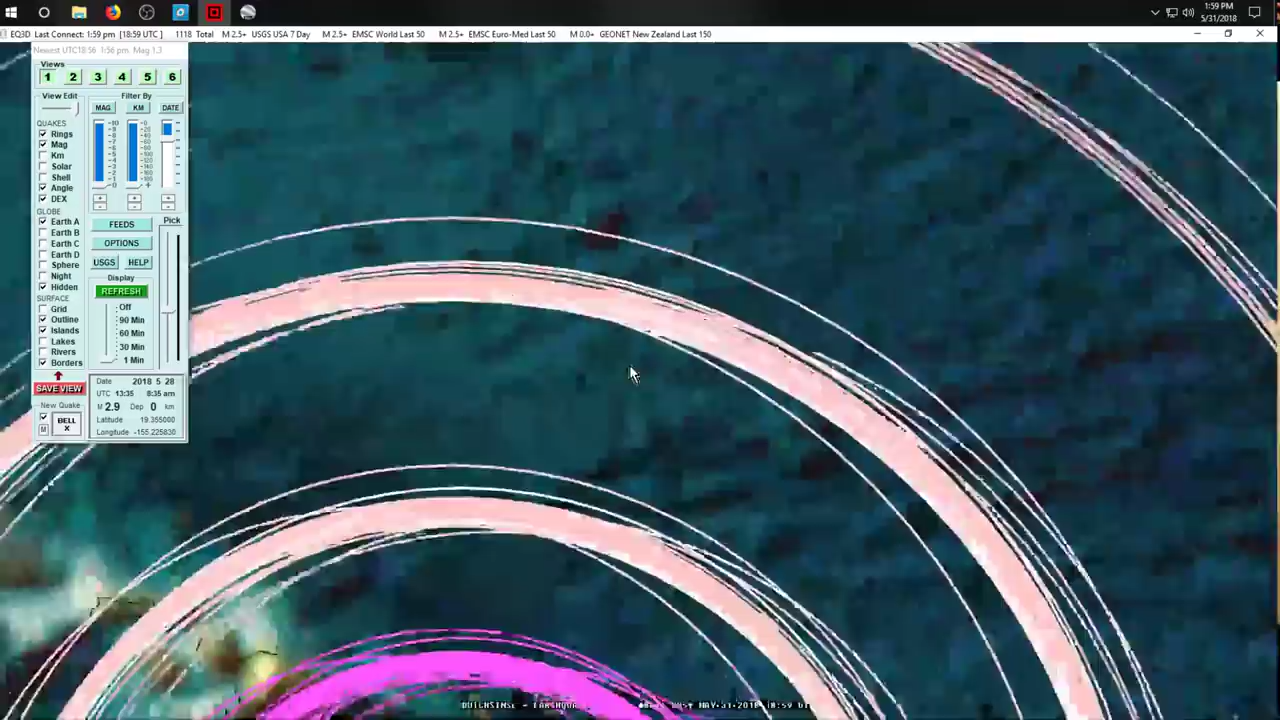 1:59 PM
5/31/2018
EQ3D Last Connect: 1:59 pm [18:59 UTC ] 1118 Total M 2.5+ USGS USA 7 Day M 2.5+ EMSC World Last 50 M 2.5+ EMSC Euro-Med Last 50 M 0.0+ GEONET New Zealand Last 150
Newest UTC18:56 1:56 pm. Mag 1.3
Views
1 2 3 4 5 6
View Edit
Filter By
MAG KM DATE
QUAKES
Rings
Mag
Km
Solar
Shell
Angle
DEX
GLOBE
Earth A
Earth B
Earth C
Earth D
Sphere
Night
Hidden
SURFACE
Grid
Outline
Islands
Lakes
Rivers
Borders
SAVE VIEW
New Quake
M
BELL
X
FEEDS
OPTIONS
USGS HELP
Pick
Display
REFRESH
Off
90 Min
60 Min
30 Min
1 Min
Date 2018 5 28
UTC 13:35 8:35 am
M 2.9 Dep 0 km
Latitude 19.355000
Longitude -155.225830